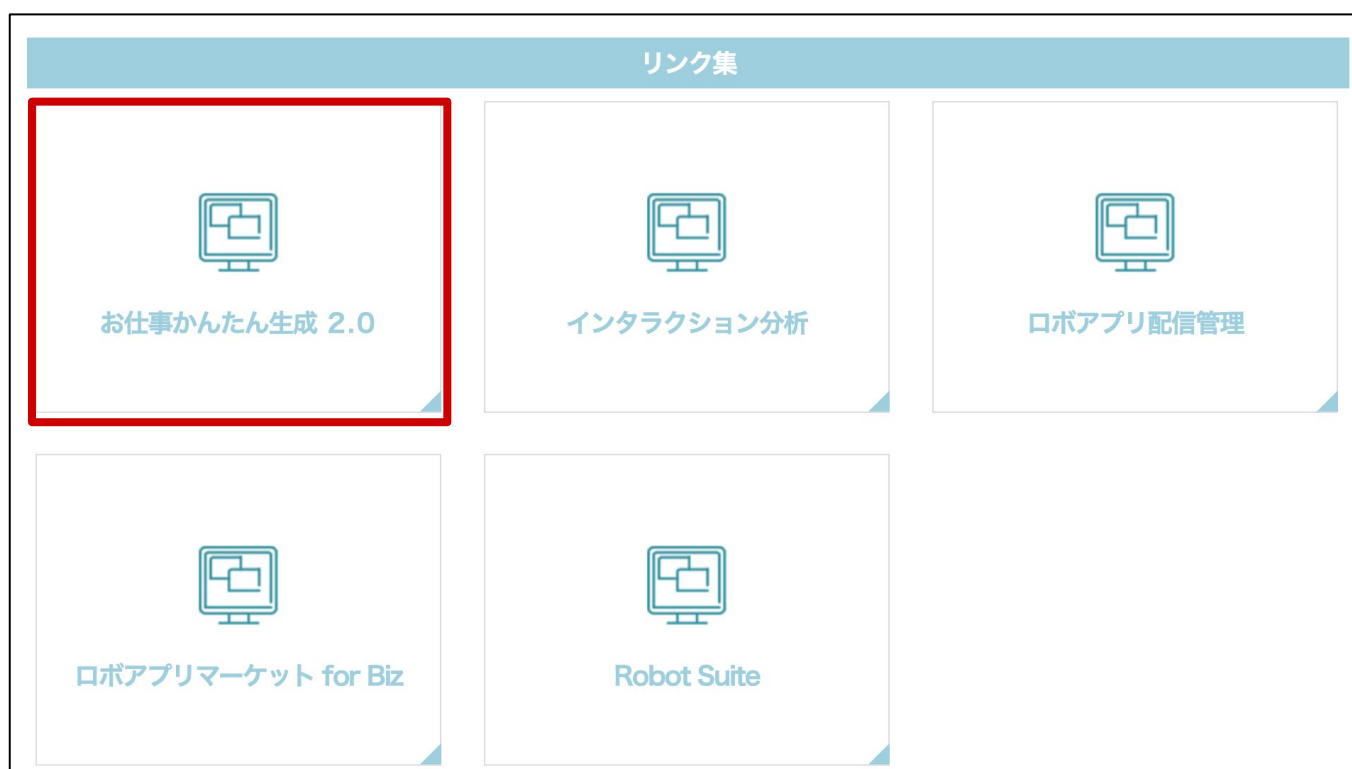 リンク集
お仕事かんたん生成 2.0
インタラクション分析
ロボアプリ配信管理
ロボアプリマーケット for Biz
Robot Suite